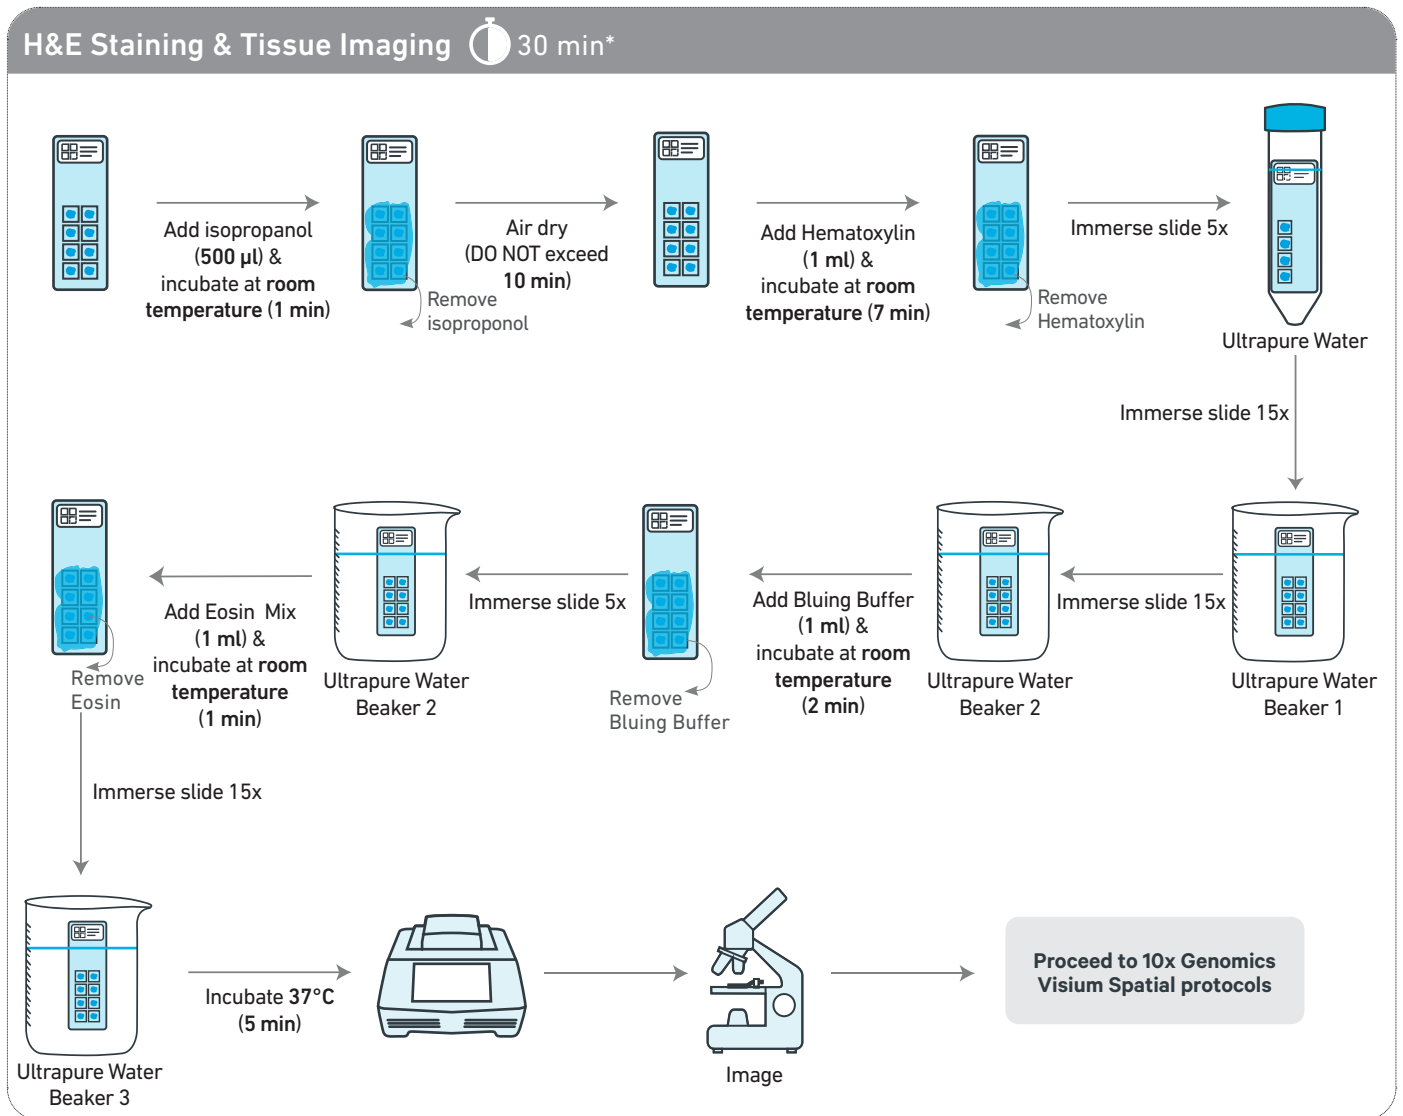 H&E Staining & Tissue Imaging 30 min*
Add isopropanol
(500 µl) &
incubate at room
temperature (1 min)
Remove
isoproponol
Air dry
(DO NOT exceed
10 min)
Add Hematoxylin
(1 ml) &
incubate at room
temperature (7 min)
Remove
Hematoxylin
Immerse slide 5x
Ultrapure Water
Immerse slide 15x
Ultrapure Water
Beaker 1
Immerse slide 15x
Ultrapure Water
Beaker 2
Add Bluing Buffer
(1 ml) &
incubate at room
temperature
(2 min)
Remove
Bluing Buffer
Immerse slide 5x
Ultrapure Water
Beaker 2
Add Eosin Mix
(1 ml) &
incubate at room
temperature
(1 min)
Remove
Eosin
Immerse slide 15x
Ultrapure Water
Beaker 3
Incubate 37°C
(5 min)
Image
Proceed to 10x Genomics
Visium Spatial protocols